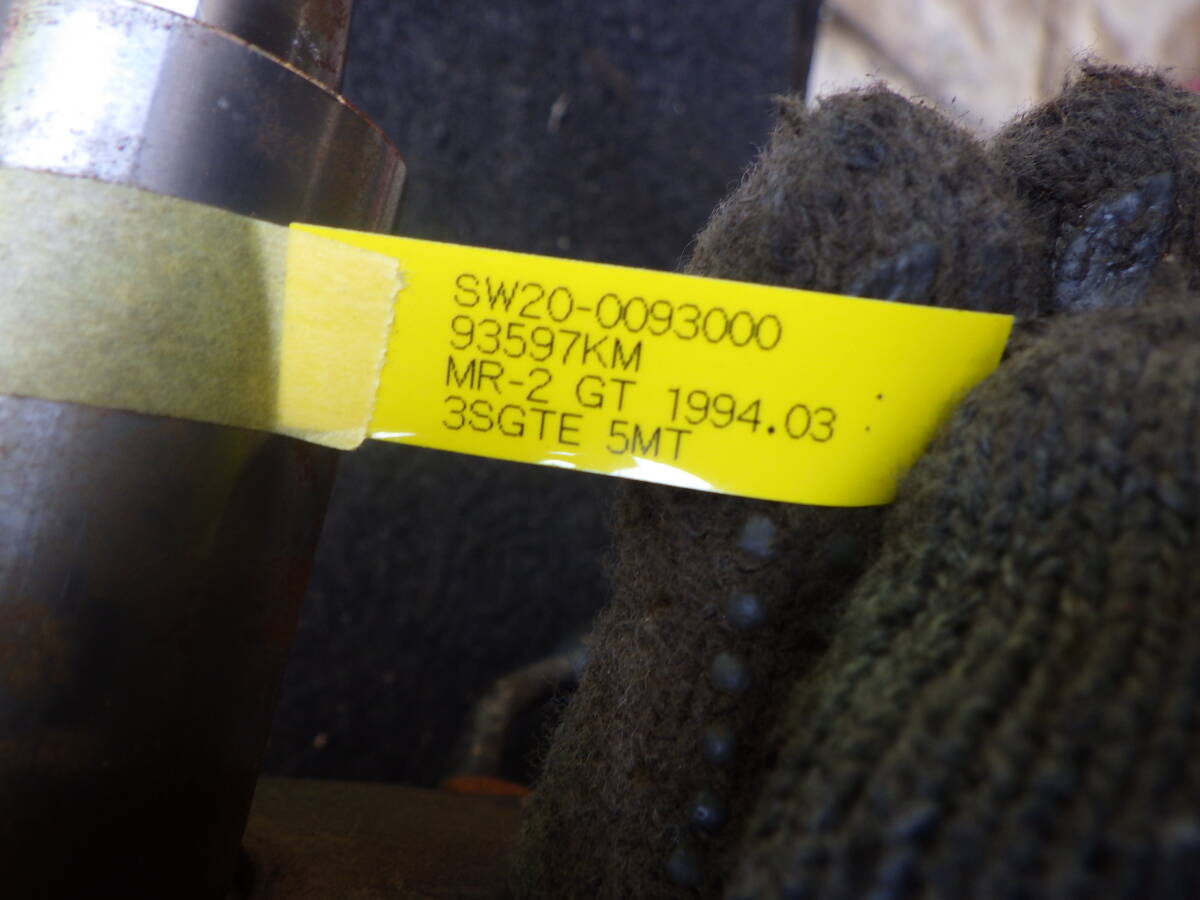 SW20-0093000
93597KM
MR-2 GT 1994.03
3SGTE 5MT